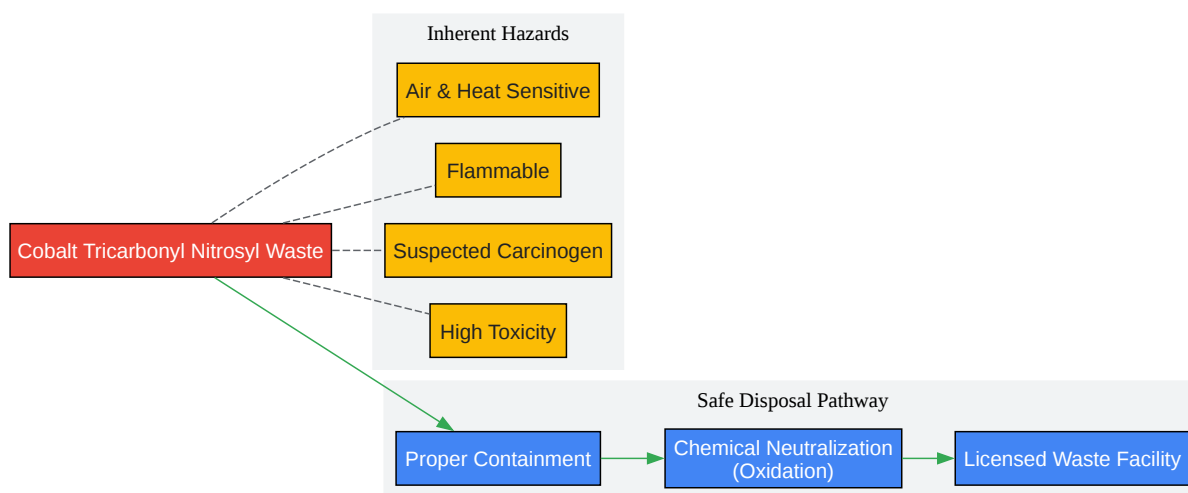 Inherent Hazards
Air & Heat Sensitive
Flammable
Cobalt Tricarbonyl Nitrosyl Waste
Suspected Carcinogen
High Toxicity
Safe Disposal Pathway
Proper Containment
Chemical Neutralization
(Oxidation)
Licensed Waste Facility